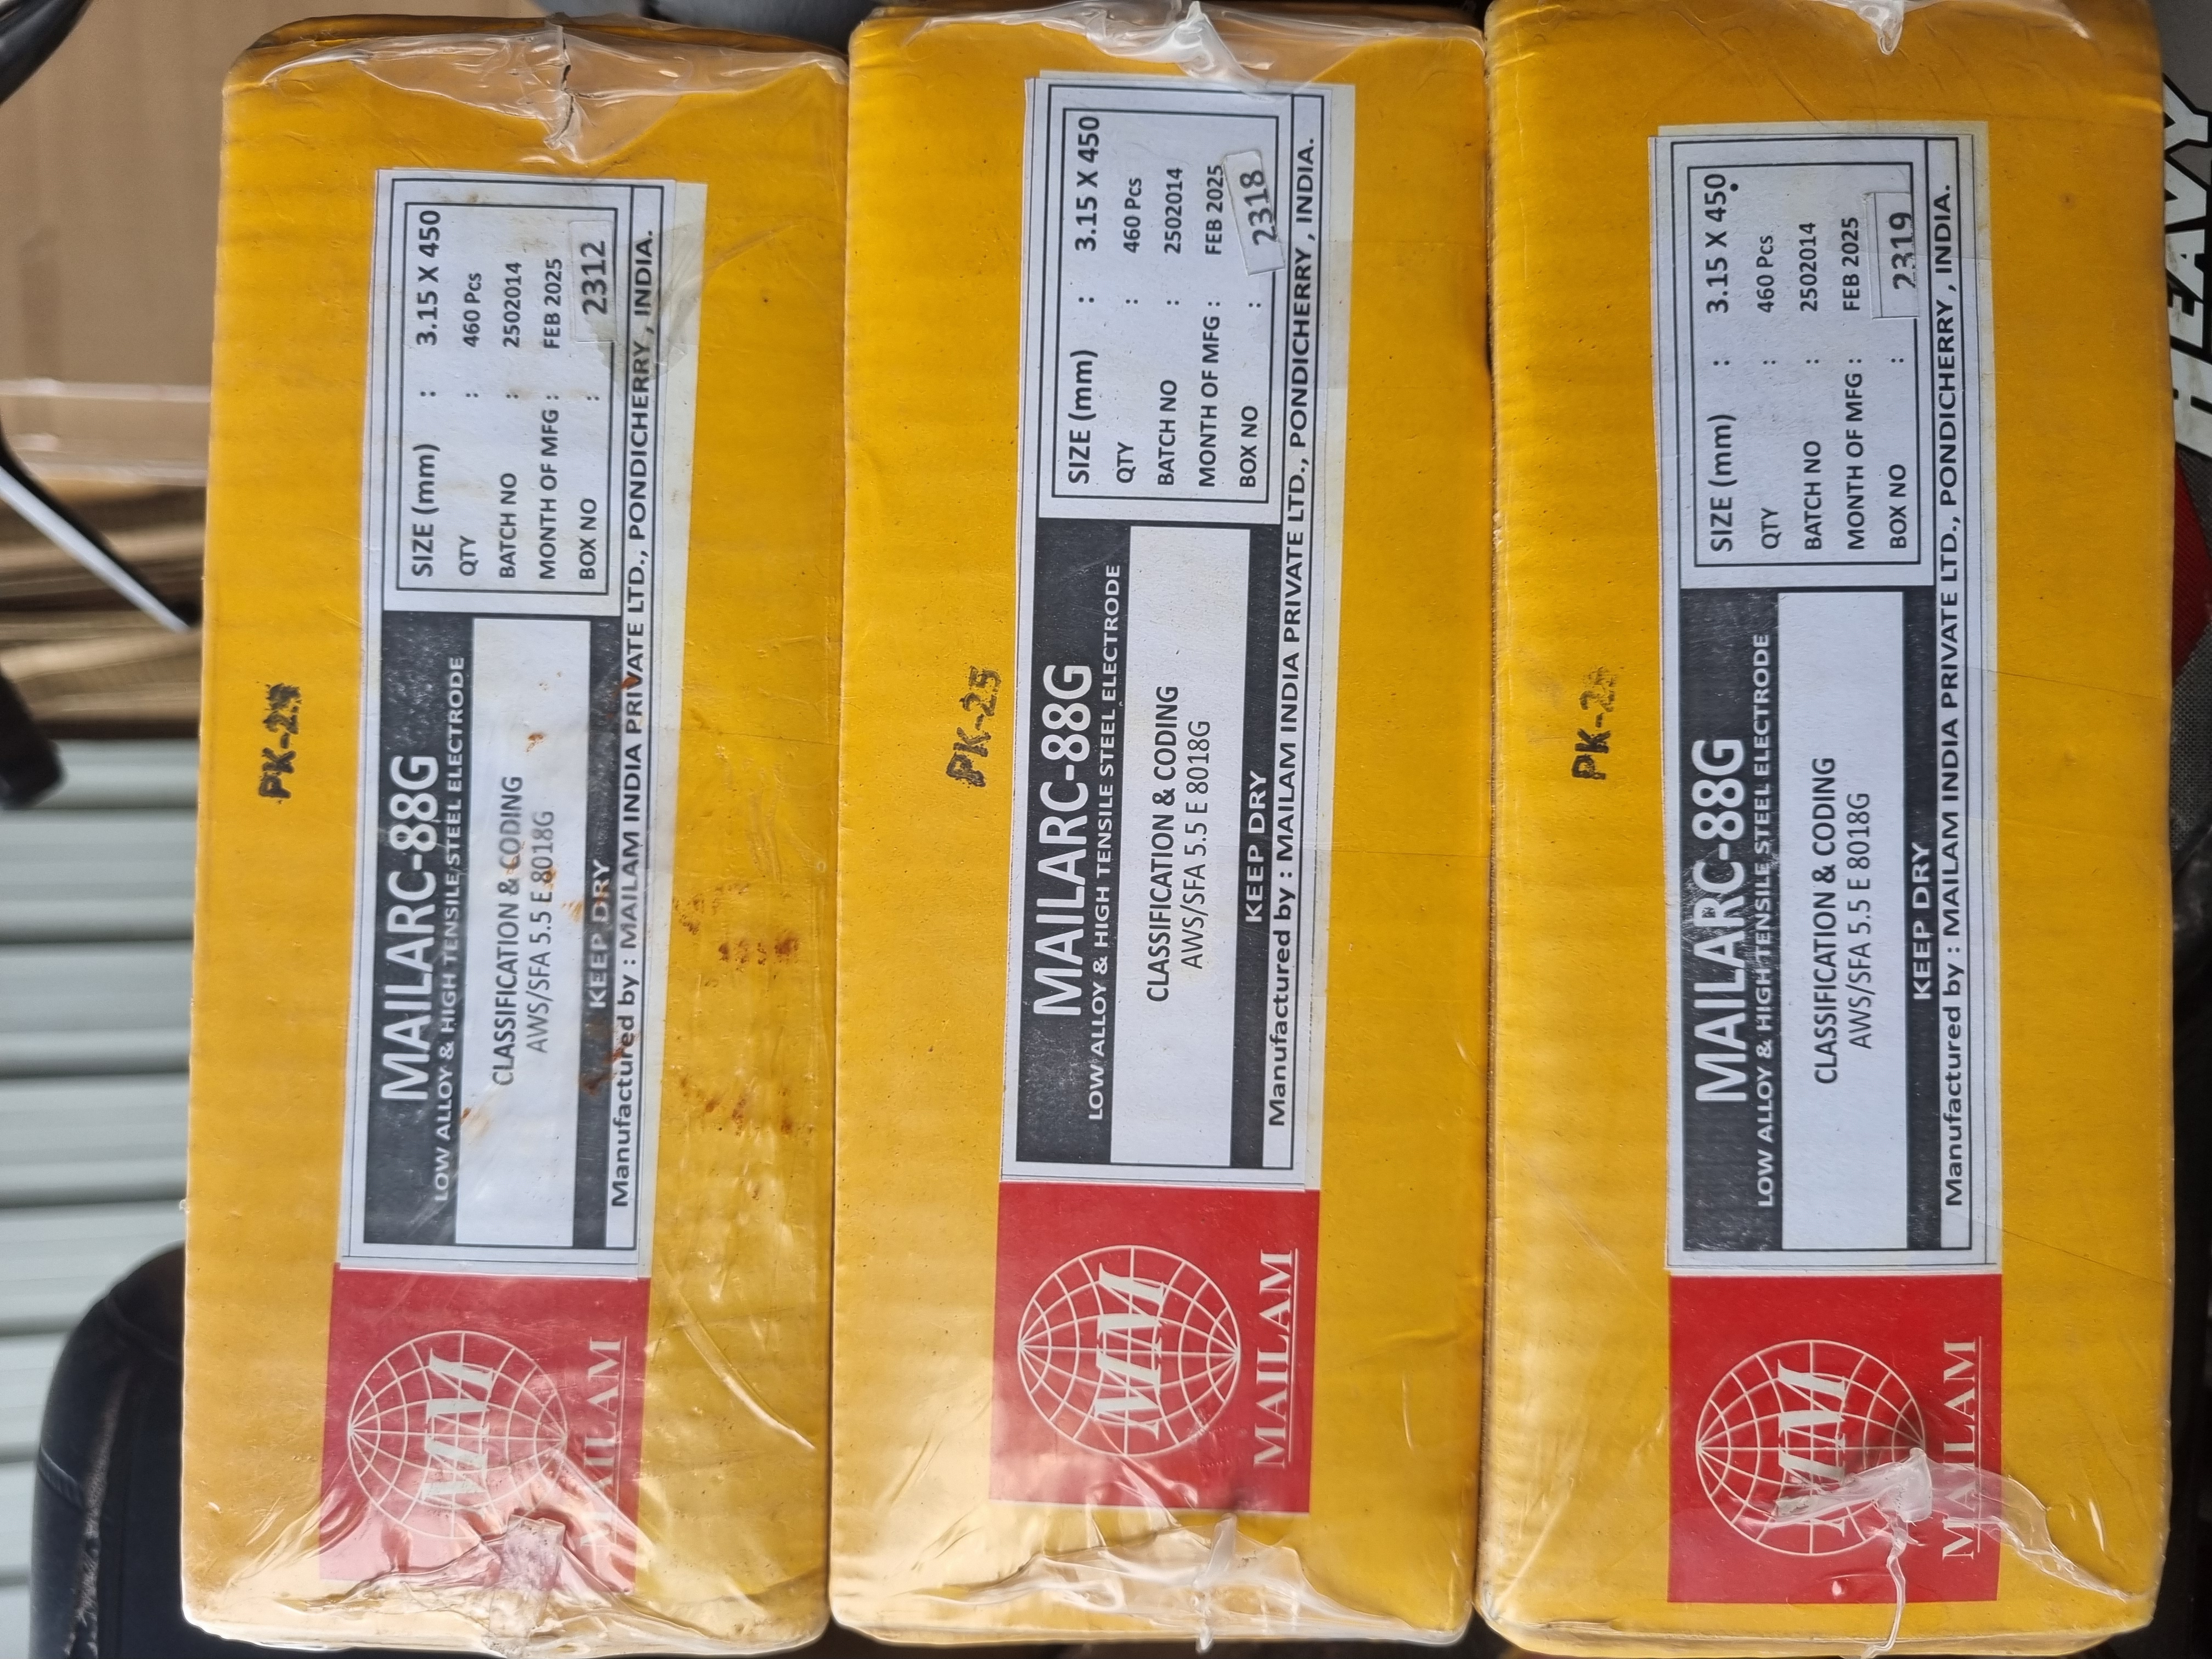 PK-25
MAILARC-88G
LOW ALLOY & HIGH TENSILE STEEL ELECTRODE
CLASSIFICATION & CODING
AWS/SFA 5.5 E 8018G
KEEP DRY
SIZE (mm) : 3.15 X 450
QTY : 460 Pcs
BATCH NO : 2502014
MONTH OF MFG : FEB 2025
BOX NO : 2312
Manufactured by : MAILAM INDIA PRIVATE LTD., PONDICHERRY , INDIA.
MM
MAILAM
PK-25
MAILARC-88G
LOW ALLOY & HIGH TENSILE STEEL ELECTRODE
CLASSIFICATION & CODING
AWS/SFA 5.5 E 8018G
KEEP DRY
SIZE (mm) : 3.15 X 450
QTY : 460 Pcs
BATCH NO : 2502014
MONTH OF MFG : FEB 2025
BOX NO : 2318
Manufactured by : MAILAM INDIA PRIVATE LTD., PONDICHERRY , INDIA.
MM
MAILAM
PK-25
MAILARC-88G
LOW ALLOY & HIGH TENSILE STEEL ELECTRODE
CLASSIFICATION & CODING
AWS/SFA 5.5 E 8018G
KEEP DRY
SIZE (mm) : 3.15 X 450
QTY : 460 Pcs
BATCH NO : 2502014
MONTH OF MFG : FEB 2025
BOX NO : 2319
Manufactured by : MAILAM INDIA PRIVATE LTD., PONDICHERRY , INDIA.
MM
MAILAM
HEAVY